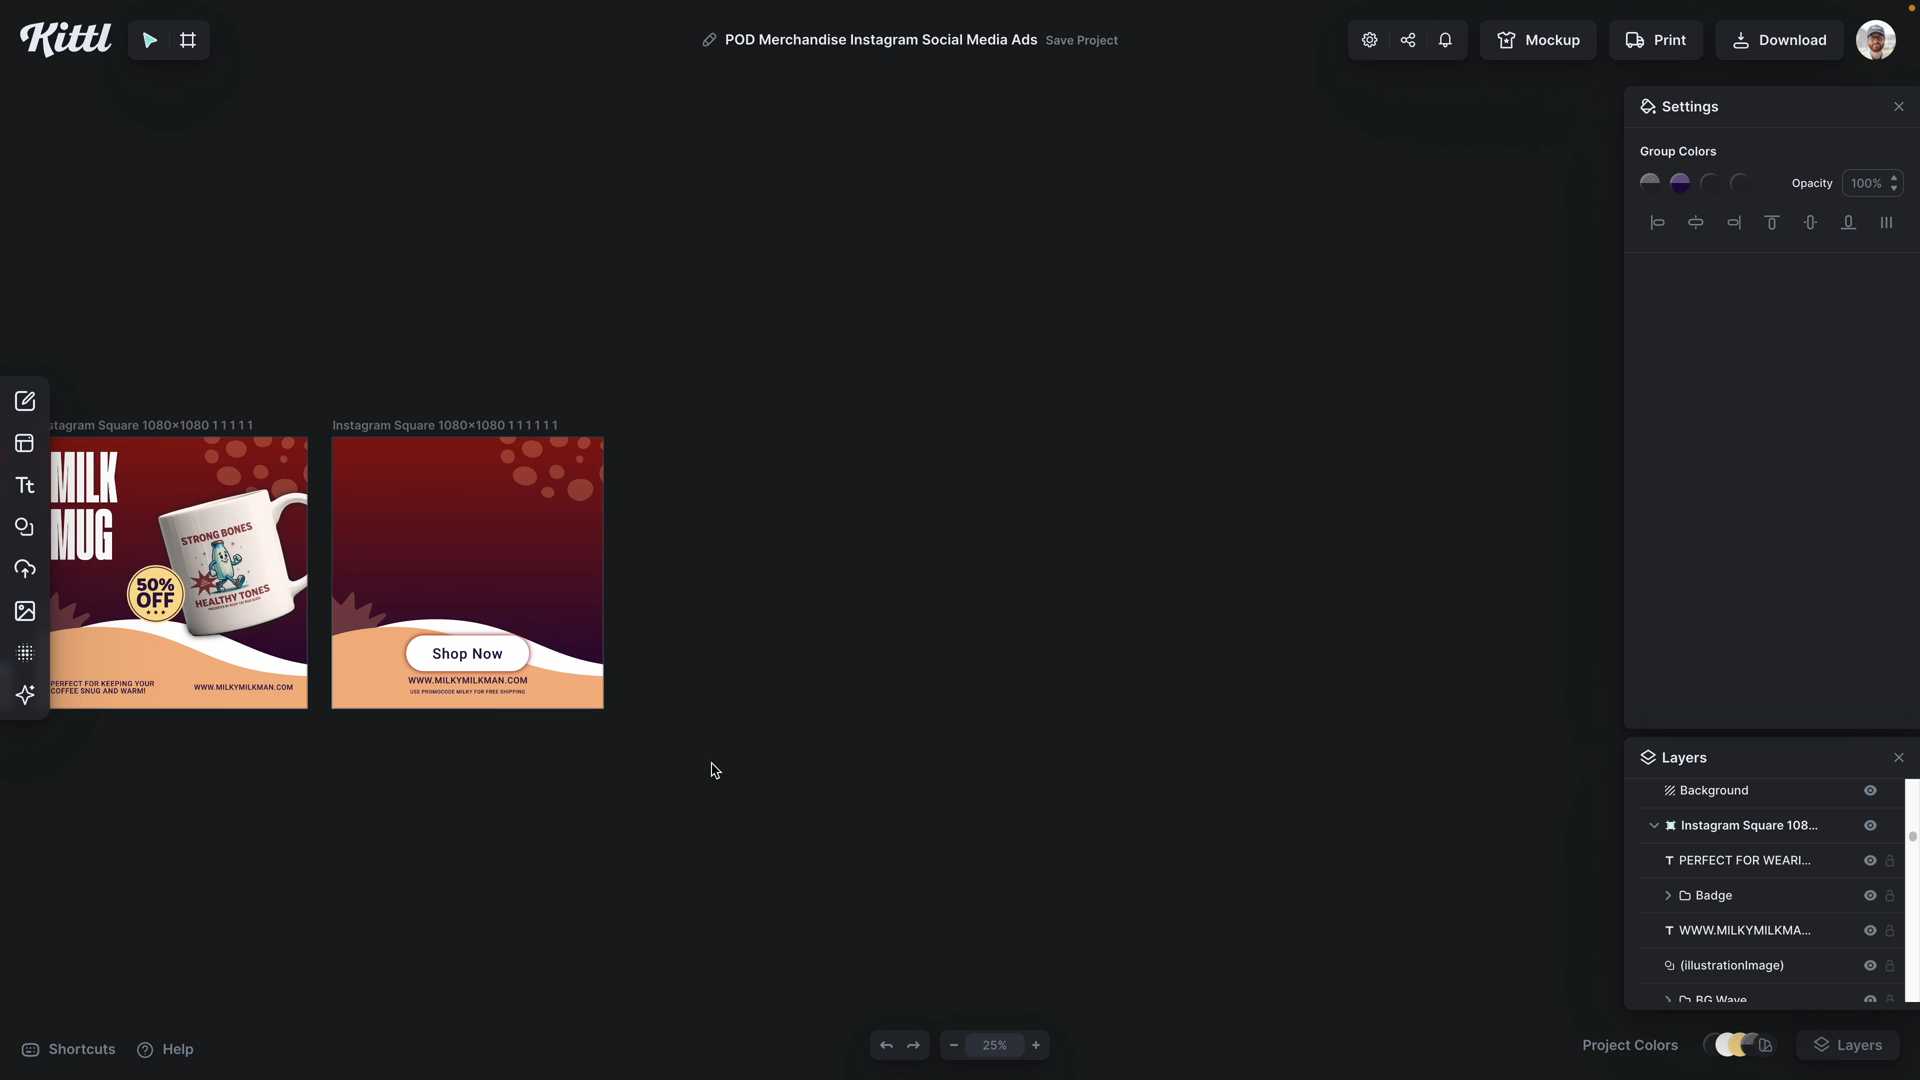 Kittl
POD Merchandise Instagram Social Media Ads Save Project
Mockup
Print
Download
Settings
Group Colors
Opacity 100%
stagram Square 1080×1080 1 1 1 1 1
MILK
MUG
50%
OFF
STRONG BONES
HEALTHY TONES
PERFECT FOR KEEPING YOUR
COFFEE SNUG AND WARM!
WWW.MILKYMILKMAN.COM
Instagram Square 1080×1080 1 1 1 1 1 1
Shop Now
WWW.MILKYMILKMAN.COM
USE PROMOCODE MILKY FOR FREE SHIPPING
Tt
Layers
Background
Instagram Square 108...
T PERFECT FOR WEARI...
Badge
T WWW.MILKYMILKMA...
(illustrationImage)
BG Wave
Shortcuts
Help
25%
Project Colors
Layers